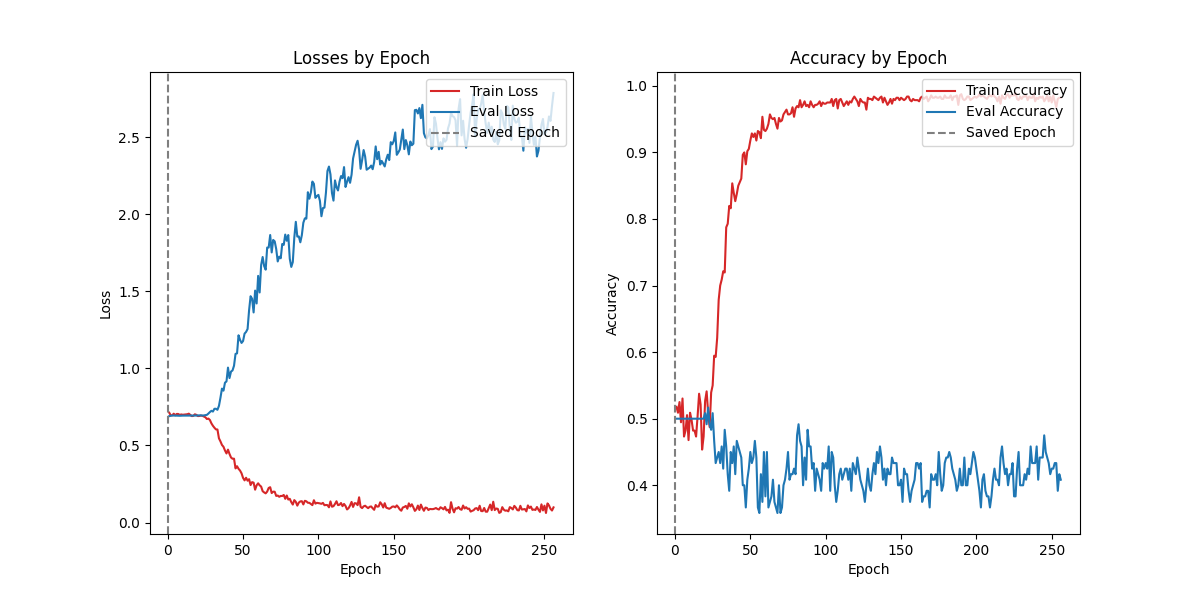 Losses by Epoch
Train Loss
Eval Loss
Saved Epoch
2.5
2.0
1.5
1.0
0.5
0.0
Loss
0
50
100
150
200
250
Epoch
Accuracy by Epoch
Train Accuracy
Eval Accuracy
Saved Epoch
1.0
0.9
0.8
0.7
0.6
0.5
0.4
Accuracy
0
50
100
150
200
250
Epoch